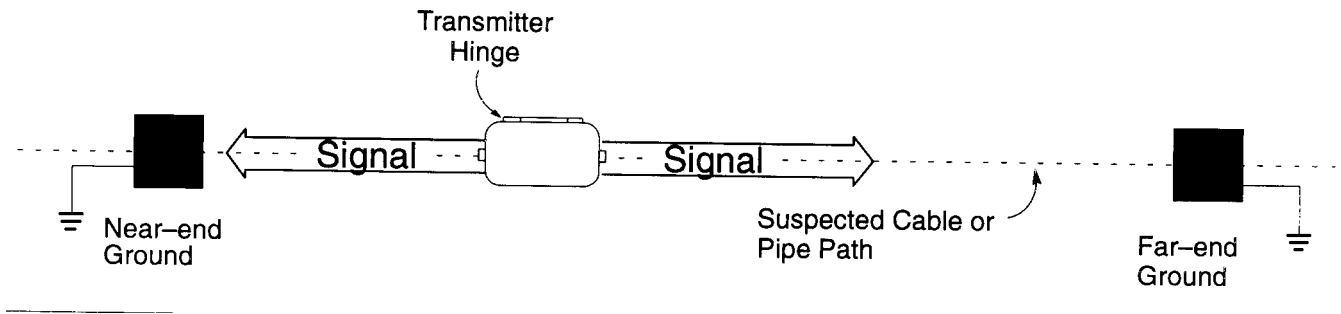 Transmitter
Hinge
Signal
Signal
Near–end
Ground
Suspected Cable or
Pipe Path
Far–end
Ground